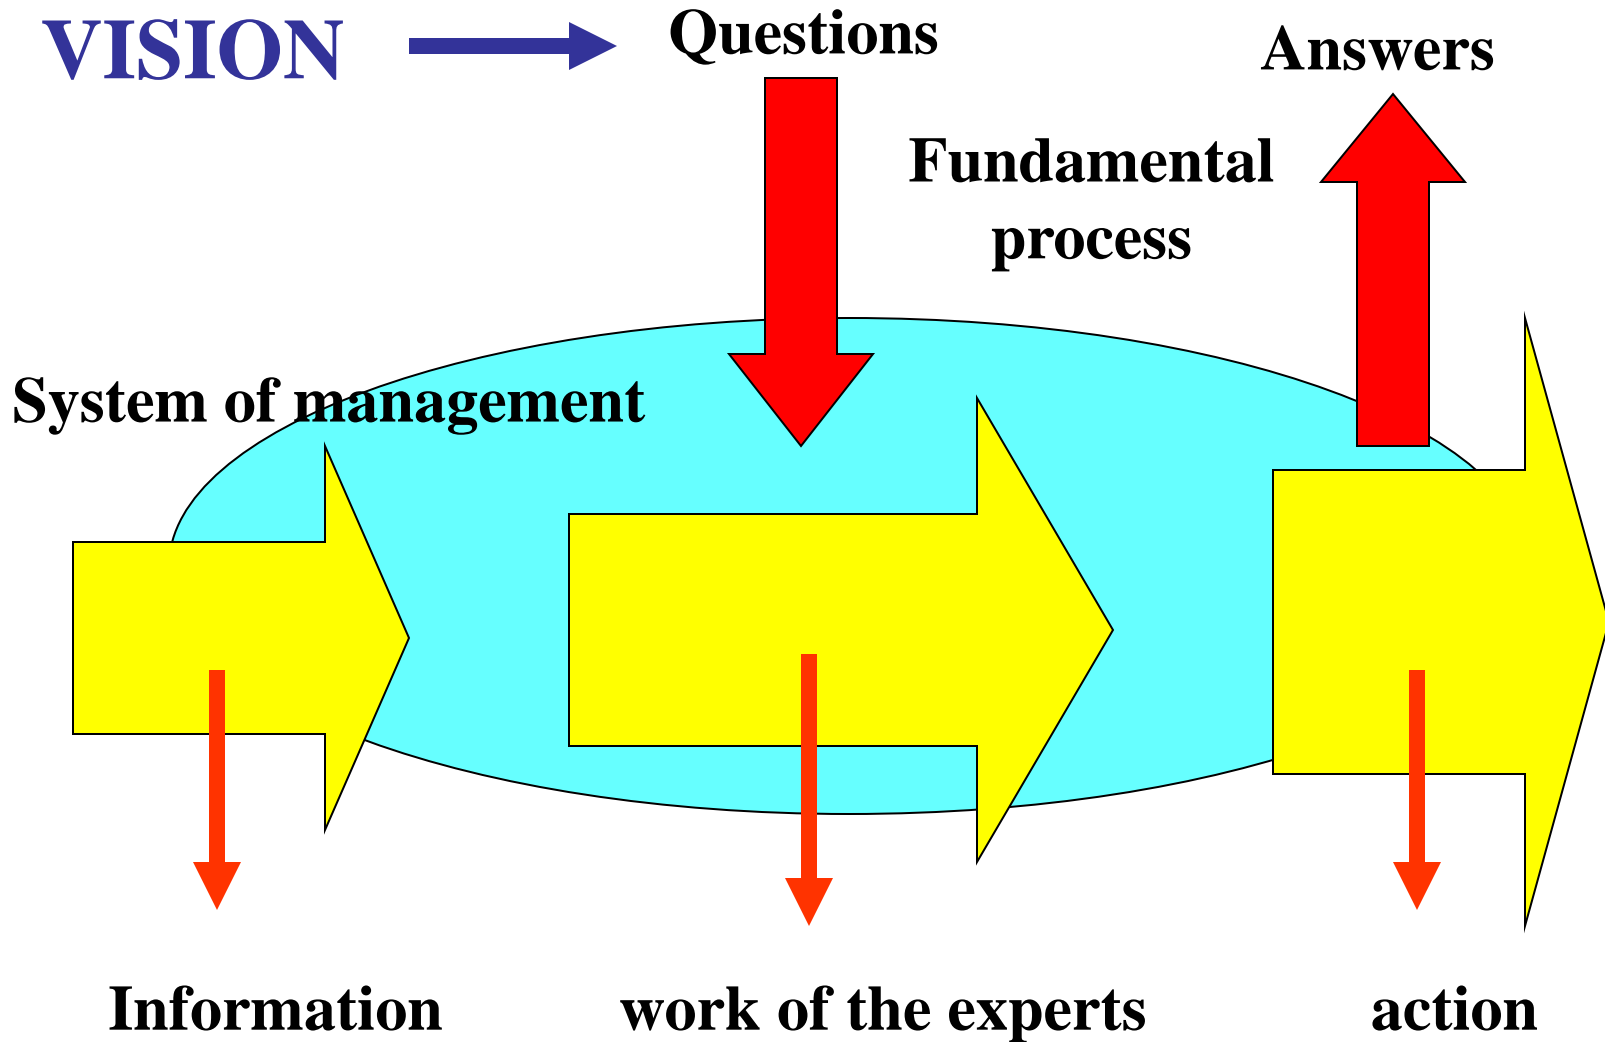 VISION
Questions
Answers
Fundamental
process
System of management
Information
work of the experts
action